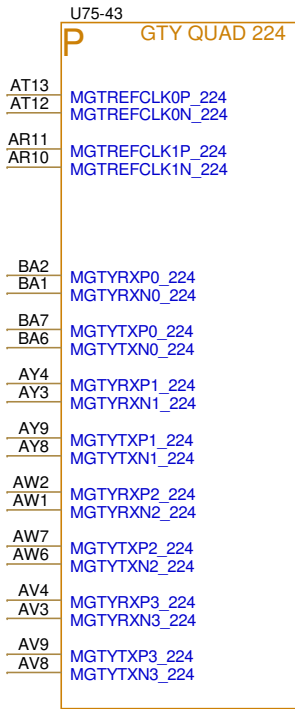 U75-43
P GTY QUAD 224
AT13 MGTREFCLK0P_224
AT12 MGTREFCLK0N_224
AR11 MGTREFCLK1P_224
AR10 MGTREFCLK1N_224
BA2 MGTYRXP0_224
BA1 MGTYRXN0_224
BA7 MGTYTXP0_224
BA6 MGTYTXN0_224
AY4 MGTYRXP1_224
AY3 MGTYRXN1_224
AY9 MGTYTXP1_224
AY8 MGTYTXN1_224
AW2 MGTYRXP2_224
AW1 MGTYRXN2_224
AW7 MGTYTXP2_224
AW6 MGTYTXN2_224
AV4 MGTYRXP3_224
AV3 MGTYRXN3_224
AV9 MGTYTXP3_224
AV8 MGTYTXN3_224